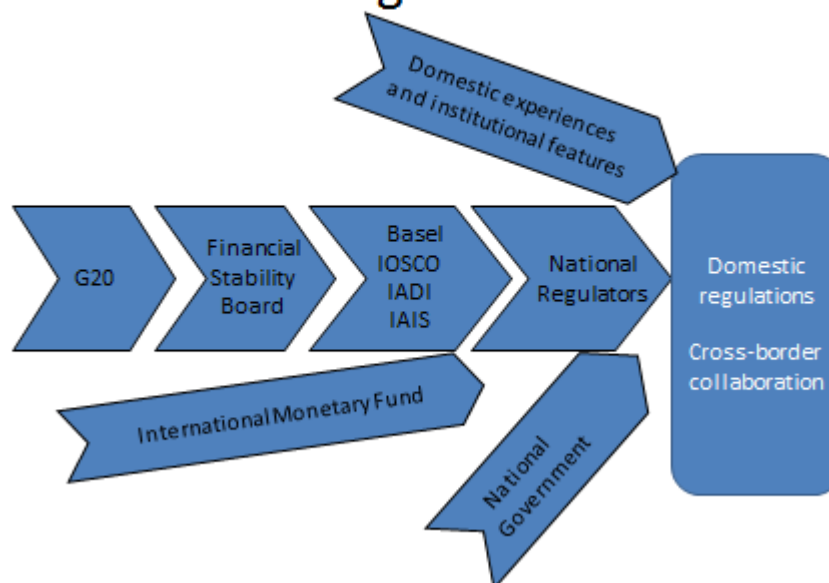 Domestic experiences
and institutional features
G20
Financial
Stability
Board
Basel
IOSCO
IADI
IAIS
National
Regulators
Domestic
regulations
Cross-border
collaboration
International Monetary Fund
National
Government